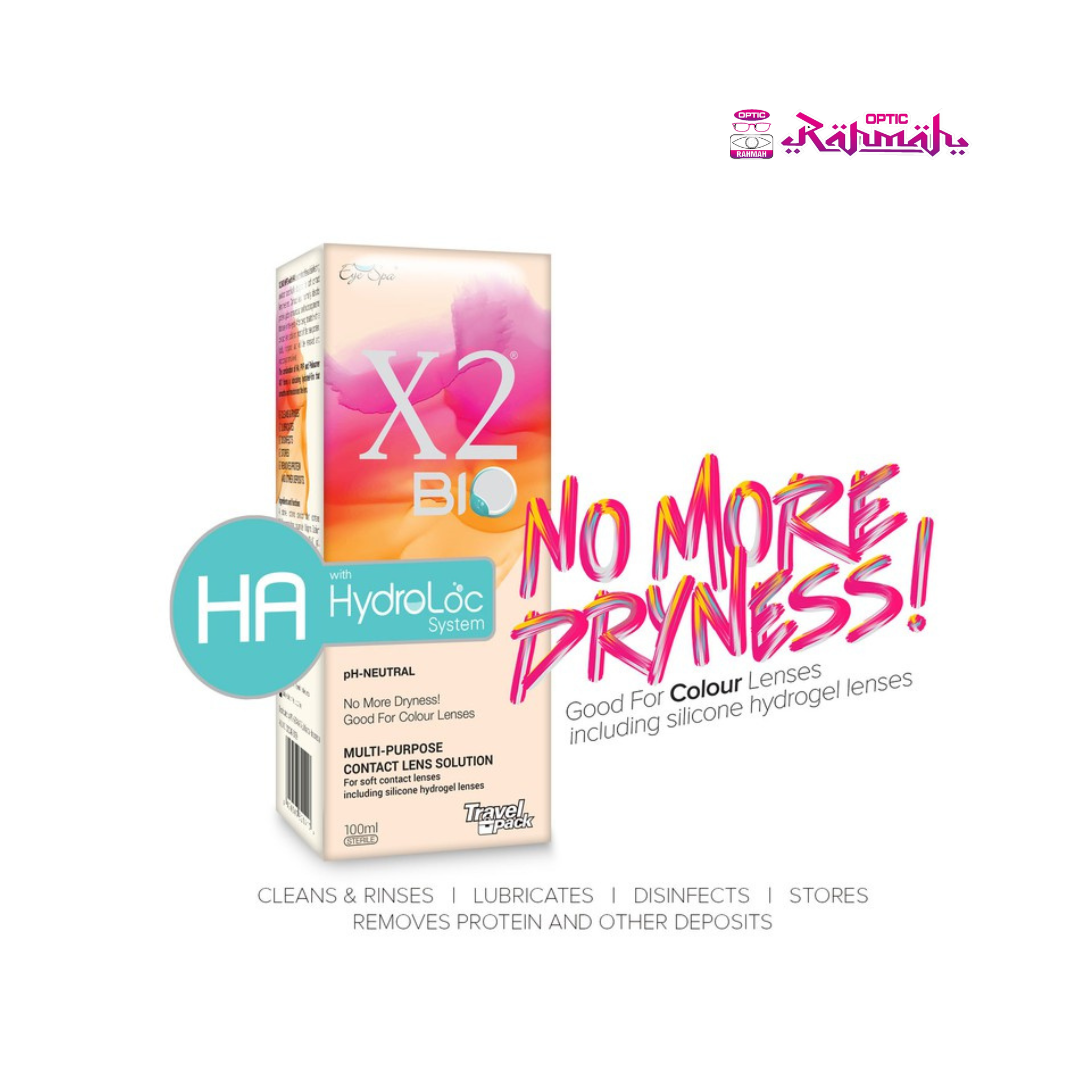 OPTIC
RAHMAH
OPTIC
Rahmah
Eye Spa
X2®
BIO
HA
with
HydroLoc
System
NO MORE
DRYNESS!
Good For Colour Lenses
including silicone hydrogel lenses
pH-NEUTRAL
No More Dryness!
Good For Colour Lenses
MULTI-PURPOSE
CONTACT LENS SOLUTION
For soft contact lenses
including silicone hydrogel lenses
Travel
Pack
100ml
STERILE
CLEANS & RINSES | LUBRICATES | DISINFECTS | STORES
REMOVES PROTEIN AND OTHER DEPOSITS